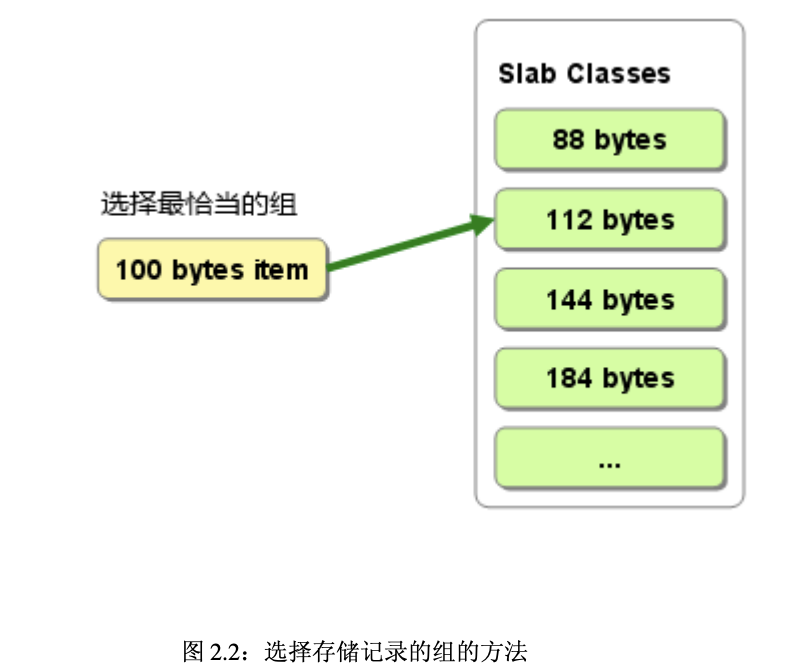 Slab Classes
88 bytes
选择最恰当的组
112 bytes
100 bytes item
144 bytes
184 bytes
...
图 2.2：选择存储记录的组的方法